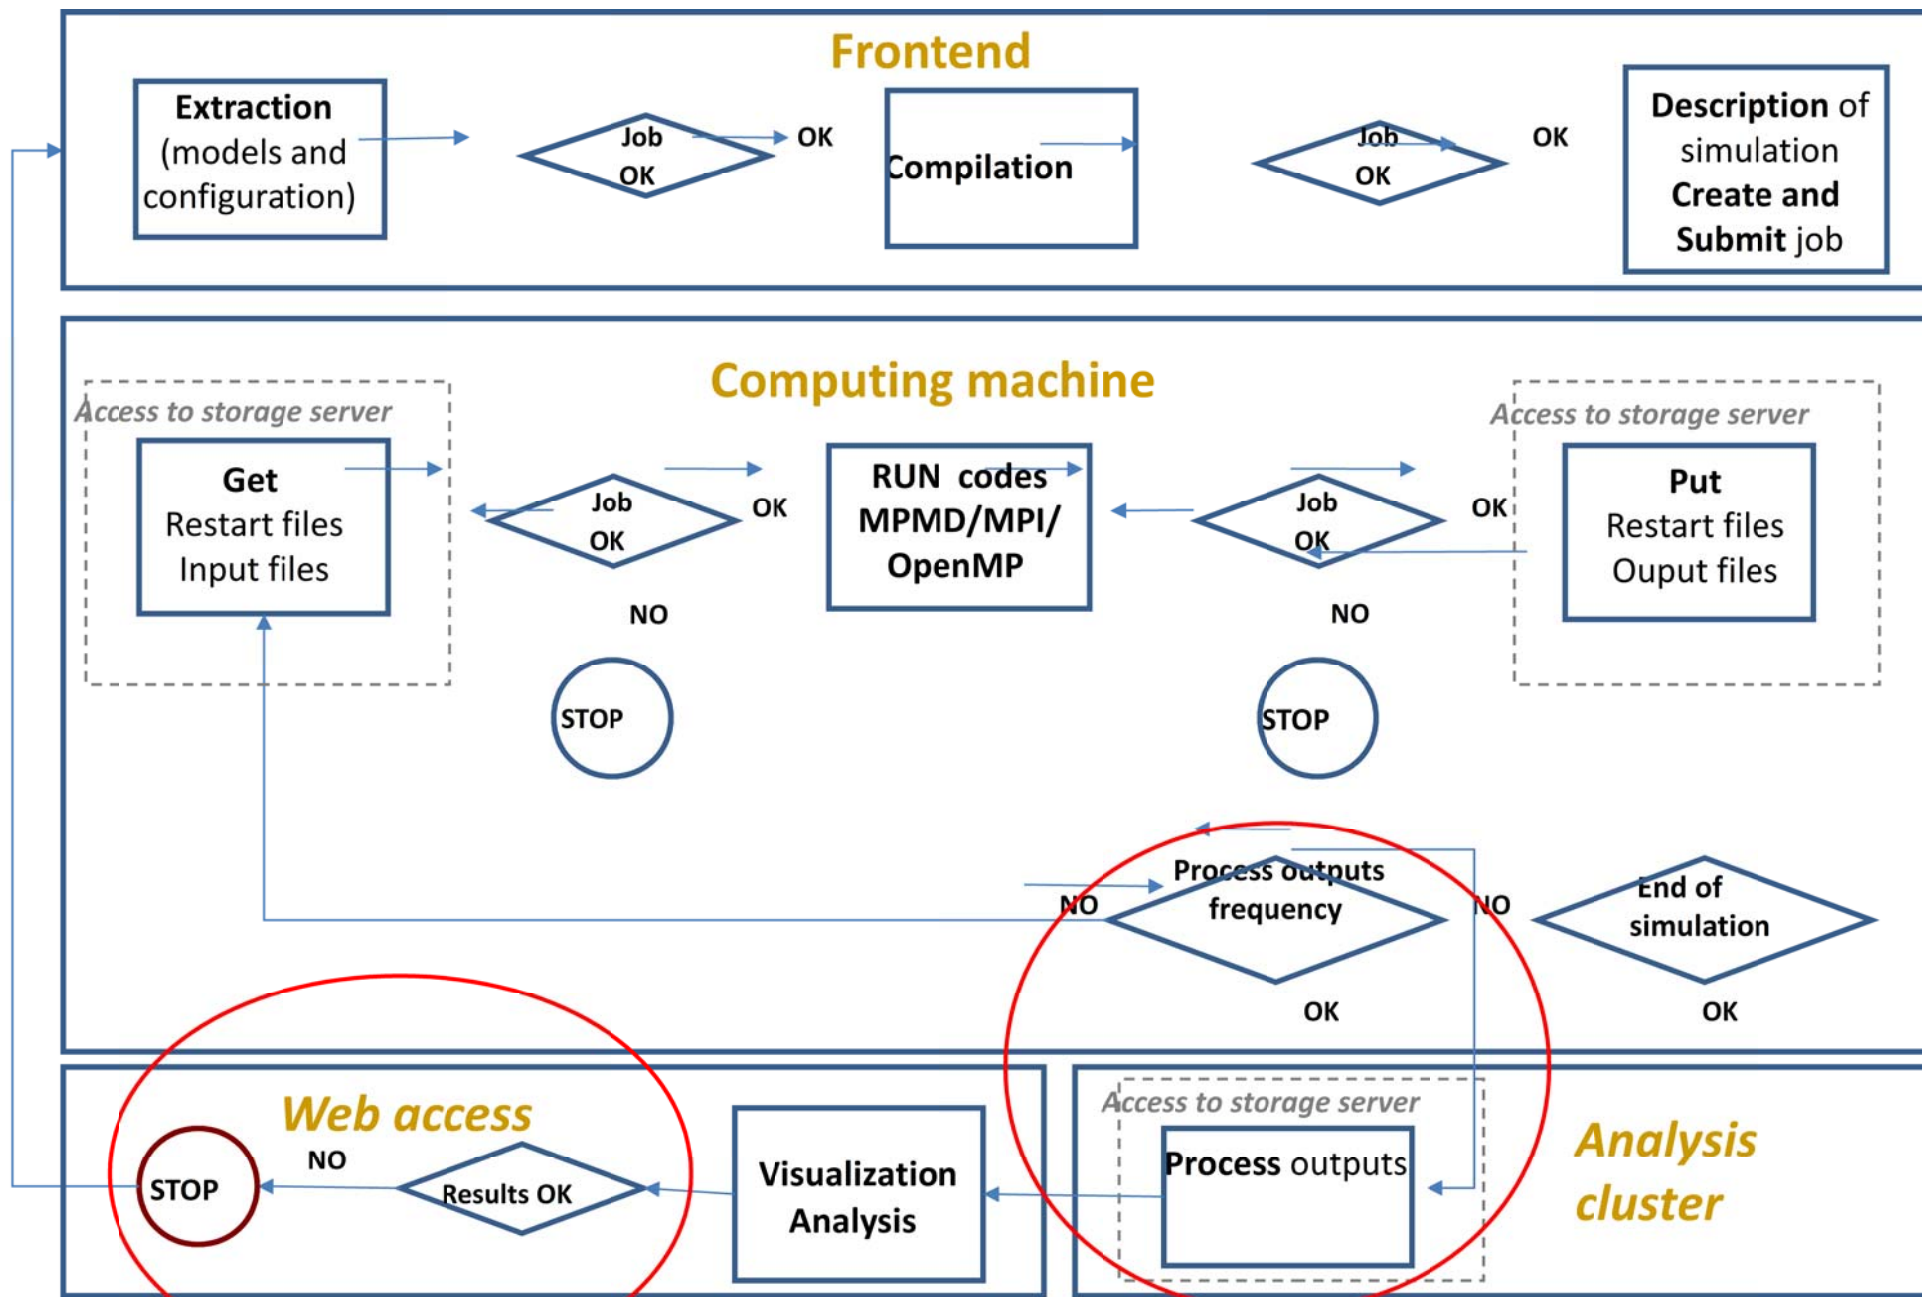 Frontend
Extraction
(models and
configuration)
Job
OK
OK
Compilation
Job
OK
OK
Description of
simulation
Create and
Submit job
Computing machine
Access to storage server
Get
Restart files
Input files
Job
OK
OK
NO
STOP
RUN codes
MPMD/MPI/
OpenMP
Job
OK
OK
NO
STOP
Access to storage server
Put
Restart files
Ouput files
NO
Process outputs
frequency
OK
NO
End of
simulation
OK
Web access
STOP
NO
Results OK
Visualization
Analysis
Access to storage server
Process outputs
Analysis
cluster